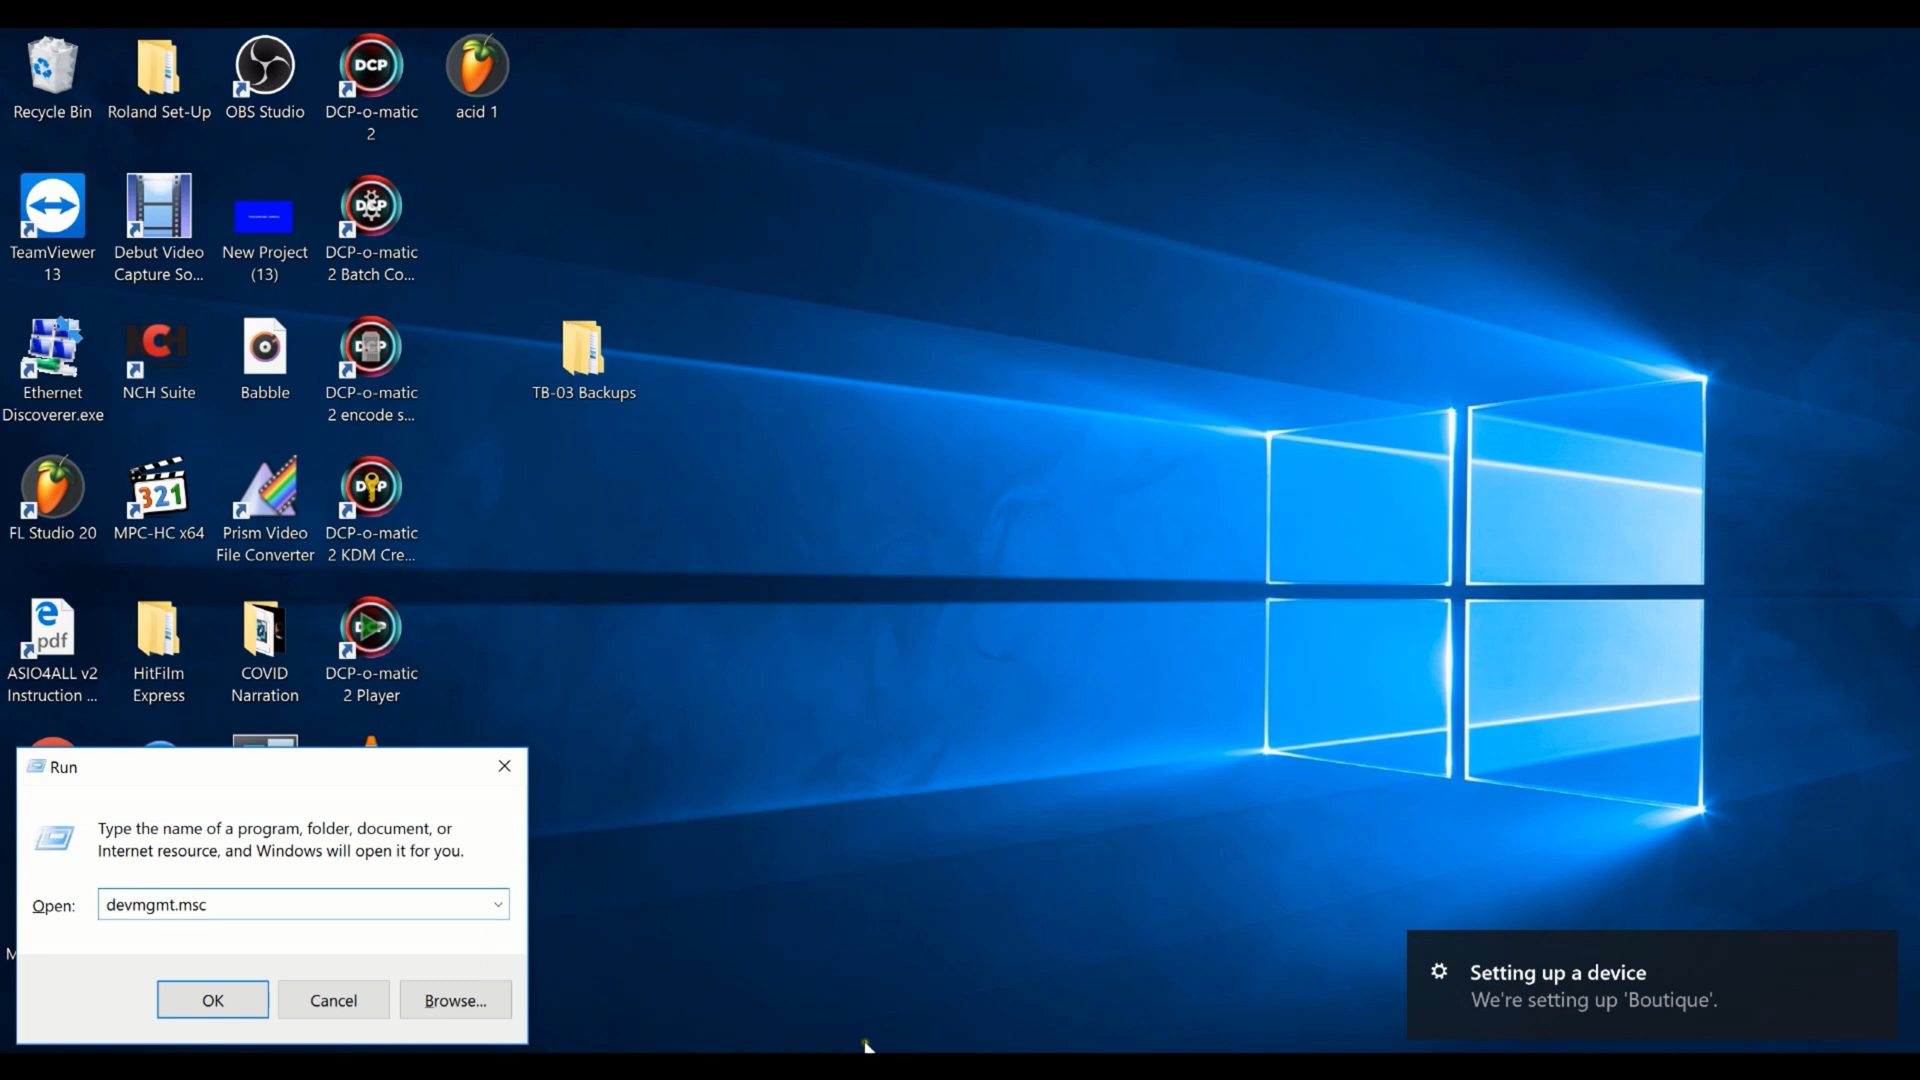 Recycle Bin
Roland Set-Up
OBS Studio
DCP
DCP-o-matic
2
acid 1
TeamViewer
13
Debut Video
Capture So...
New Project
(13)
DCP-o-matic
2 Batch Co...
Ethernet
Discoverer.exe
NCH
NCH Suite
Babble
DCP-o-matic
2 encode s...
TB-03 Backups
FL Studio 20
321
MPC-HC x64
Prism Video
File Converter
DCP-o-matic
2 KDM Cre...
pdf
ASIO4ALL v2
Instruction ...
HitFilm
Express
COVID
Narration
DCP-o-matic
2 Player
Run
Type the name of a program, folder, document, or
Internet resource, and Windows will open it for you.
Open:
devmgmt.msc
OK
Cancel
Browse...
Setting up a device
We're setting up 'Boutique'.